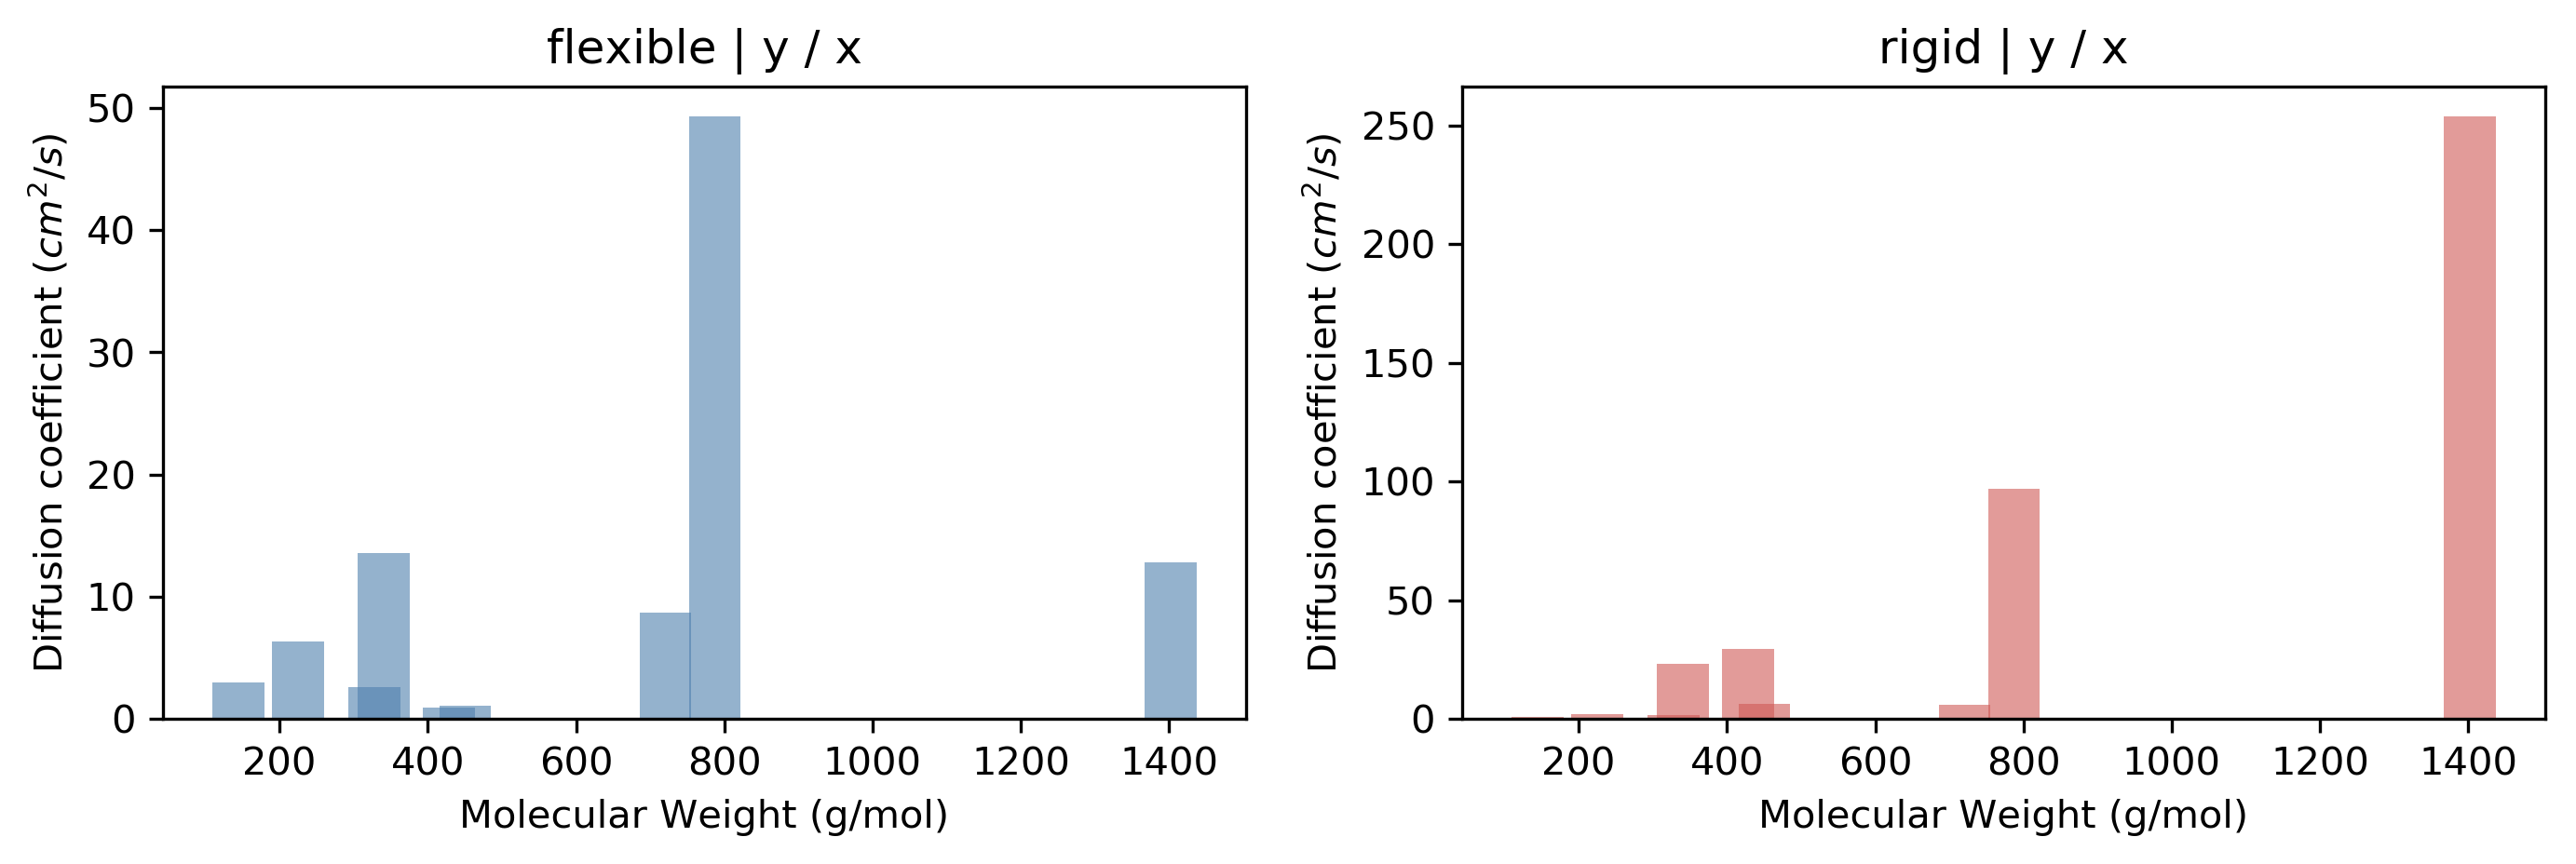 flexible | y / x
Diffusion coefficient (cm²/s)
50
40
30
20
10
0
200 400 600 800 1000 1200 1400
Molecular Weight (g/mol)
rigid | y / x
Diffusion coefficient (cm²/s)
250
200
150
100
50
0
200 400 600 800 1000 1200 1400
Molecular Weight (g/mol)